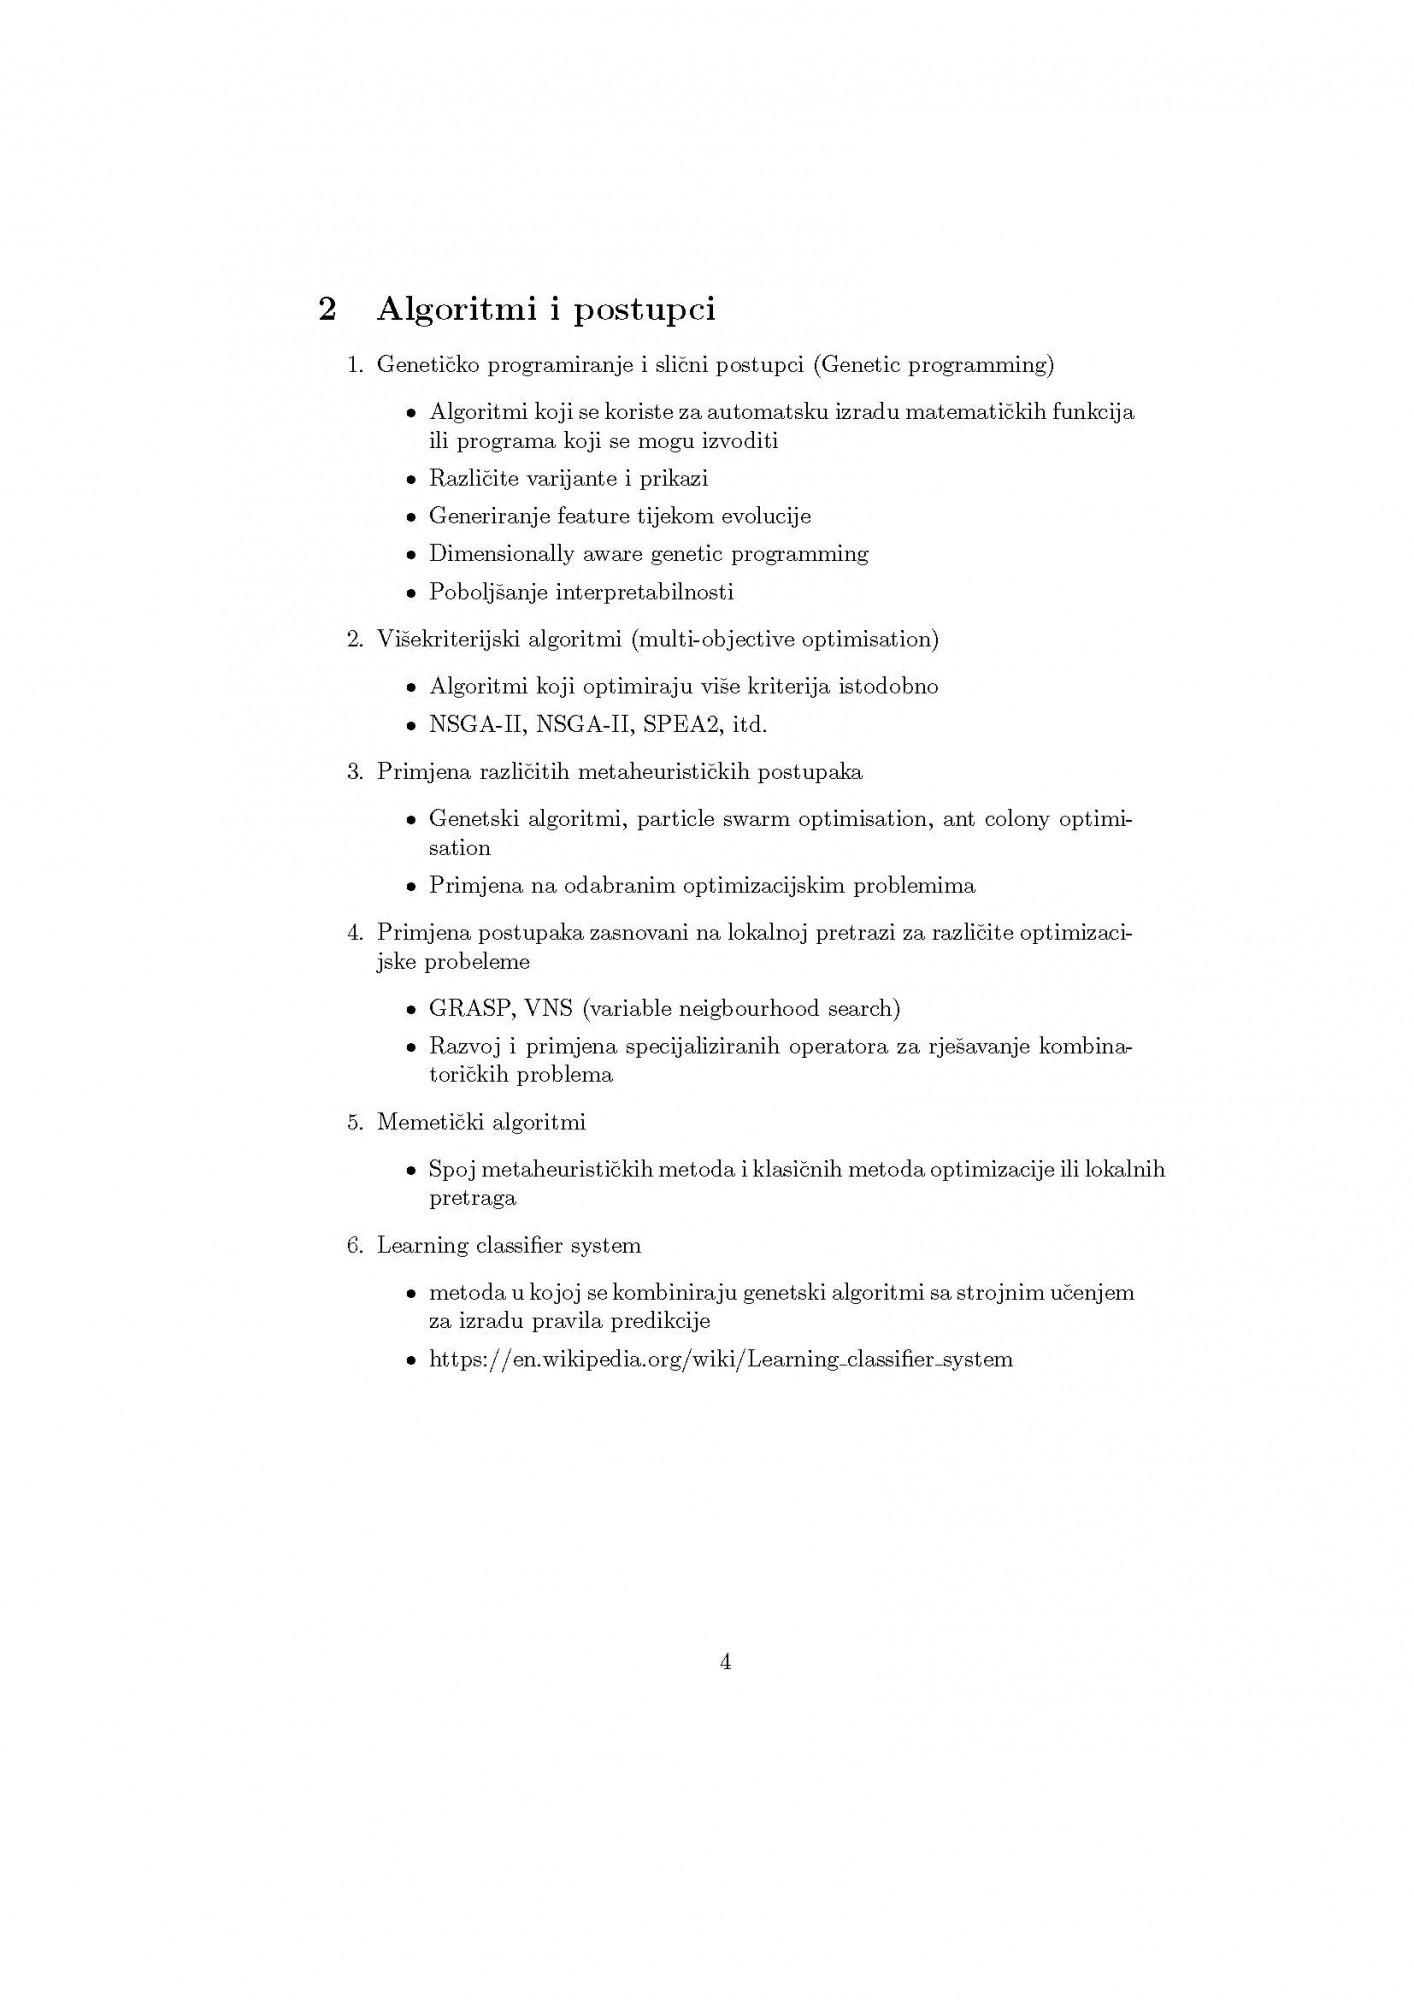 2 Algoritmi i postupci
1. Genetičko programiranje i slični postupci (Genetic programming)
• Algoritmi koji se koriste za automatsku izradu matematičkih funkcija
ili programa koji se mogu izvoditi
• Različite varijante i prikazi
• Generiranje feature tijekom evolucije
• Dimensionally aware genetic programming
• Poboljšanje interpretabilnosti
2. Višekriterijski algoritmi (multi-objective optimisation)
• Algoritmi koji optimiraju više kriterija istodobno
• NSGA-II, NSGA-II, SPEA2, itd.
3. Primjena različitih metaheurističkih postupaka
• Genetski algoritmi, particle swarm optimisation, ant colony optimi-
sation
• Primjena na odabranim optimizacijskim problemima
4. Primjena postupaka zasnovani na lokalnoj pretrazi za različite optimizaci-
jske probeleme
• GRASP, VNS (variable neigbourhood search)
• Razvoj i primjena specijaliziranih operatora za rješavanje kombina-
toričkih problema
5. Memetički algoritmi
• Spoj metaheurističkih metoda i klasičnih metoda optimizacije ili lokalnih
pretraga
6. Learning classifier system
• metoda u kojoj se kombiniraju genetski algoritmi sa strojnim učenjem
za izradu pravila predikcije
• https://en.wikipedia.org/wiki/Learning_classifier_system
4